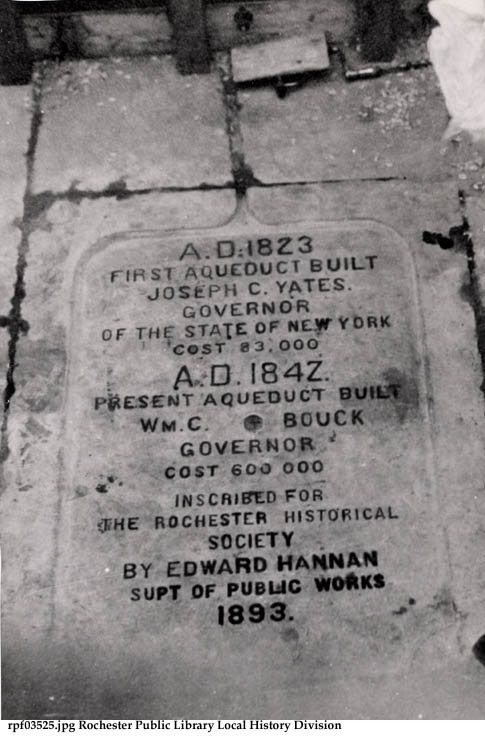 A.D. 1823
FIRST AQUEDUCT BUILT
JOSEPH C. YATES.
GOVERNOR
OF THE STATE OF NEW YORK
COST 83,000
A.D. 1842.
PRESENT AQUEDUCT BUILT
WM. C. BOUCK
GOVERNOR
COST 600 000
INSCRIBED FOR
THE ROCHESTER HISTORICAL
SOCIETY
BY EDWARD HANNAN
SUPT OF PUBLIC WORKS
1893.
rpf03525.jpg Rochester Public Library Local History Division